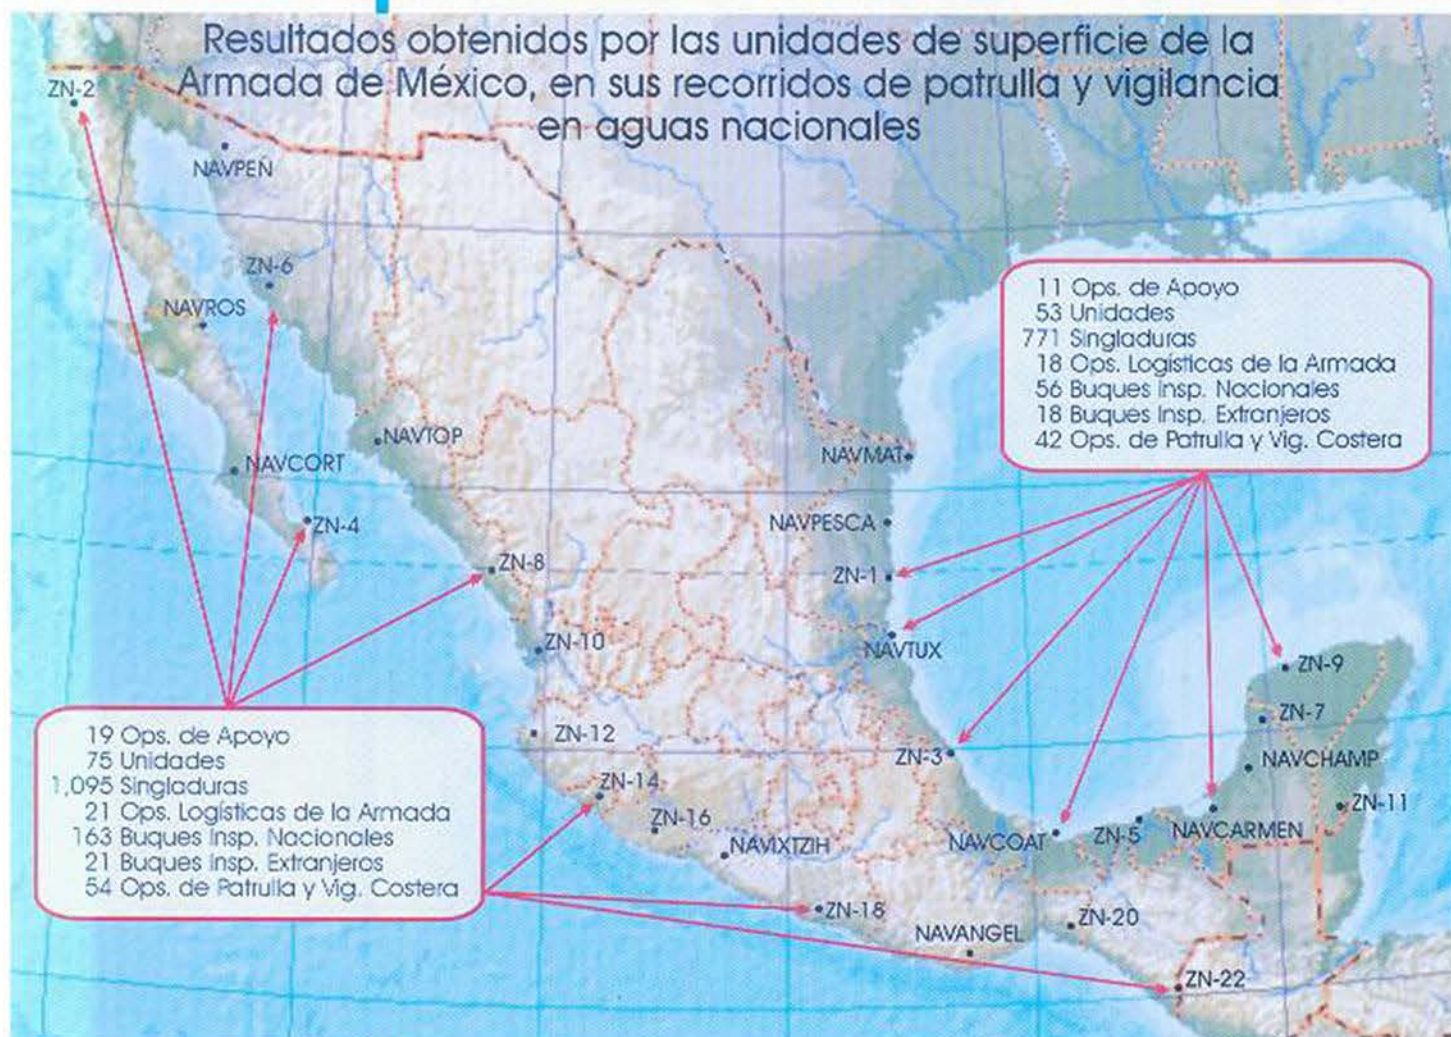 Resultados obtenidos por las unidades de superficie de la
Armada de México, en sus recorridos de patrulla y vigilancia
en aguas nacionales
ZN-2
NAVPEÑ
ZN-6
NAVROS
11 Ops. de Apoyo
53 Unidades
771 Singladuras
18 Ops. Logísticas de la Armada
56 Buques Insp. Nacionales
18 Buques Insp. Extranjeros
42 Ops. de Patrulla y Vig. Costera
NAVTOP
NAVCORT
NAVMAT
ZN-4
NAVPESCA
ZN-8
ZN-1
ZN-10
NAVTUX
ZN-9
ZN-7
ZN-12
ZN-3
NAVCHAMP
ZN-14
ZN-11
ZN-16
NAVIXTZIH
NAVCOAT
ZN-5
NAVCARMEN
19 Ops. de Apoyo
75 Unidades
1,095 Singladuras
21 Ops. Logísticas de la Armada
163 Buques Insp. Nacionales
21 Buques Insp. Extranjeros
54 Ops. de Patrulla y Vig. Costera
ZN-18
ZN-20
NAVANGEL
ZN-22